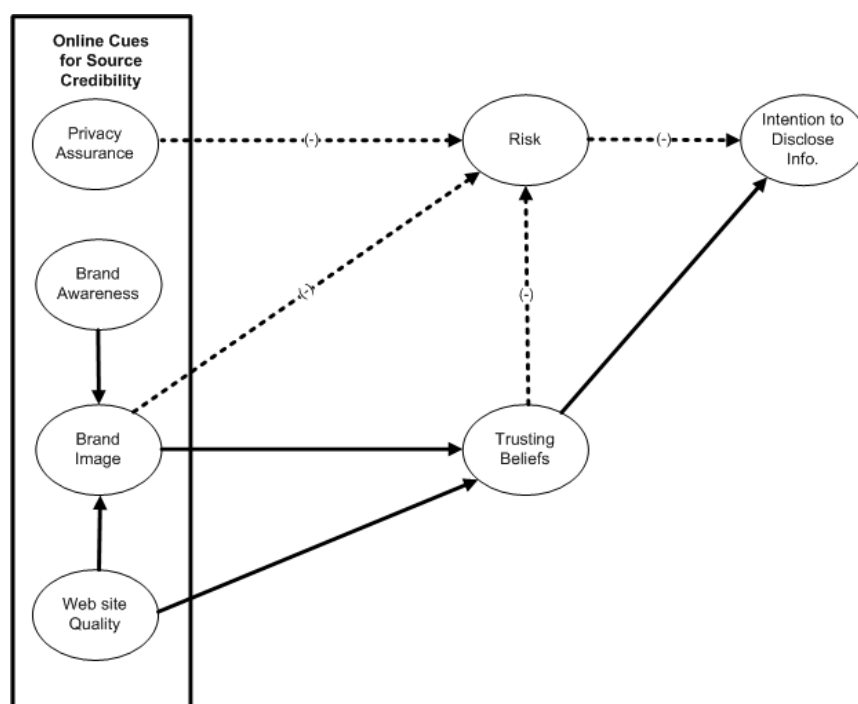 Online Cues
for Source
Credibility
Privacy
Assurance
(-)
Risk
(-)
Intention to
Disclose
Info.
Brand
Awareness
(-)
(-)
Brand
Image
Trusting
Beliefs
Web site
Quality